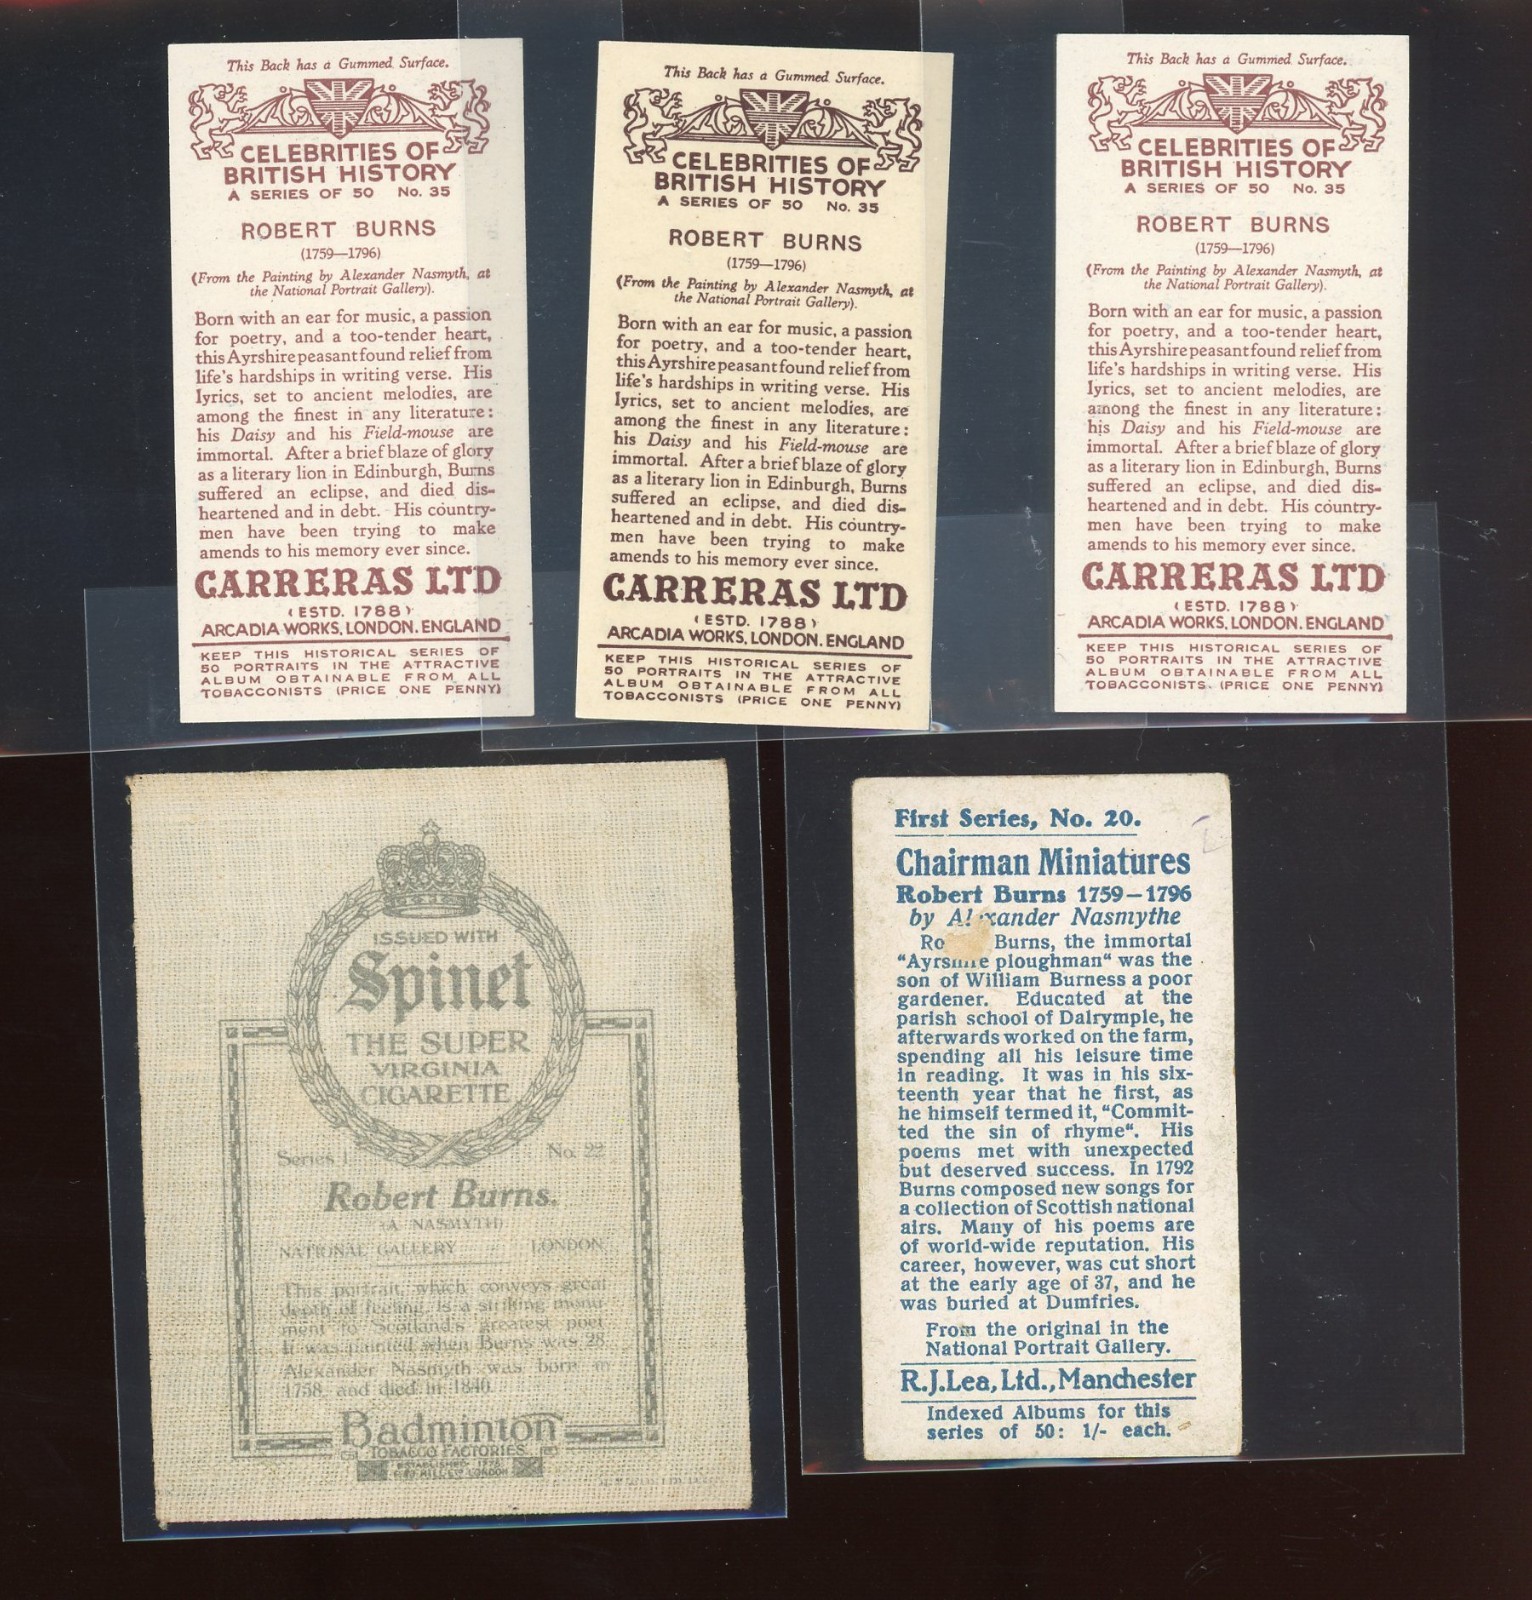 This Back has a Gummed Surface.
CELEBRITIES OF
BRITISH HISTORY
A SERIES OF 50 No. 35
ROBERT BURNS
(1759—1796)
(From the Painting by Alexander Nasmyth, at
the National Portrait Gallery).
Born with an ear for music, a passion
for poetry, and a too-tender heart,
this Ayrshire peasant found relief from
life's hardships in writing verse. His
lyrics, set to ancient melodies, are
among the finest in any literature:
his Daisy and his Field-mouse are
immortal. After a brief blaze of glory
as a literary lion in Edinburgh, Burns
suffered an eclipse, and died dis-
heartened and in debt. His country-
men have been trying to make
amends to his memory ever since.
CARRERAS LTD
(ESTD. 1788)
ARCADIA WORKS, LONDON. ENGLAND
KEEP THIS HISTORICAL SERIES OF
50 PORTRAITS IN THE ATTRACTIVE
ALBUM OBTAINABLE FROM ALL
TOBACCONISTS (PRICE ONE PENNY)
This Back has a Gummed Surface.
CELEBRITIES OF
BRITISH HISTORY
A SERIES OF 50 No. 35
ROBERT BURNS
(1759—1796)
(From the Painting by Alexander Nasmyth, at
the National Portrait Gallery).
Born with an ear for music, a passion
for poetry, and a too-tender heart,
this Ayrshire peasant found relief from
life's hardships in writing verse. His
lyrics, set to ancient melodies, are
among the finest in any literature:
his Daisy and his Field-mouse are
immortal. After a brief blaze of glory
as a literary lion in Edinburgh, Burns
suffered an eclipse, and died dis-
heartened and in debt. His country-
men have been trying to make
amends to his memory ever since.
CARRERAS LTD
(ESTD. 1788)
ARCADIA WORKS, LONDON. ENGLAND
KEEP THIS HISTORICAL SERIES OF
50 PORTRAITS IN THE ATTRACTIVE
ALBUM OBTAINABLE FROM ALL
TOBACCONISTS (PRICE ONE PENNY)
This Back has a Gummed Surface.
CELEBRITIES OF
BRITISH HISTORY
A SERIES OF 50 No. 35
ROBERT BURNS
(1759—1796)
(From the Painting by Alexander Nasmyth, at
the National Portrait Gallery).
Born with an ear for music, a passion
for poetry, and a too-tender heart,
this Ayrshire peasant found relief from
life's hardships in writing verse. His
lyrics, set to ancient melodies, are
among the finest in any literature:
his Daisy and his Field-mouse are
immortal. After a brief blaze of glory
as a literary lion in Edinburgh, Burns
suffered an eclipse, and died dis-
heartened and in debt. His country-
men have been trying to make
amends to his memory ever since.
CARRERAS LTD
(ESTD. 1788)
ARCADIA WORKS, LONDON. ENGLAND
KEEP THIS HISTORICAL SERIES OF
50 PORTRAITS IN THE ATTRACTIVE
ALBUM OBTAINABLE FROM ALL
TOBACCONISTS (PRICE ONE PENNY)
ISSUED WITH
Spinet
THE SUPER
VIRGINIA
CIGARETTE
Series 1 No. 22
Robert Burns.
(A NASMYTH)
NATIONAL GALLERY LONDON
This portrait, which conveys great
depth of feeling is a striking monu
ment to Scotland's greatest poet
It was painted when Berns was 28.
Alexander Nasmyth was born in
1758, and died in 1840.
Badminton
TOBACCO FACTORIES
ESTABLISHED
LONDON
First Series, No. 20.
Chairman Miniatures
Robert Burns 1759–1796
by Al xander Nasmythe
Ro Burns, the immortal
"Ayrshire ploughman" was the
son of William Burness a poor
gardener. Educated at the
parish school of Dalrymple, he
afterwards worked on the farm,
spending all his leisure time
in reading. It was in his six-
teenth year that he first, as
he himself termed it, "Commit-
ted the sin of rhyme". His
poems met with unexpected
but deserved success. In 1792
Burns composed new songs for
a collection of Scottish national
airs. Many of his poems are
of world-wide reputation. His
career, however, was cut short
at the early age of 37, and he
was buried at Dumfries.
From the original in the
National Portrait Gallery.
R.J.Lea, Ltd., Manchester
Indexed Albums for this
series of 50: 1/- each.